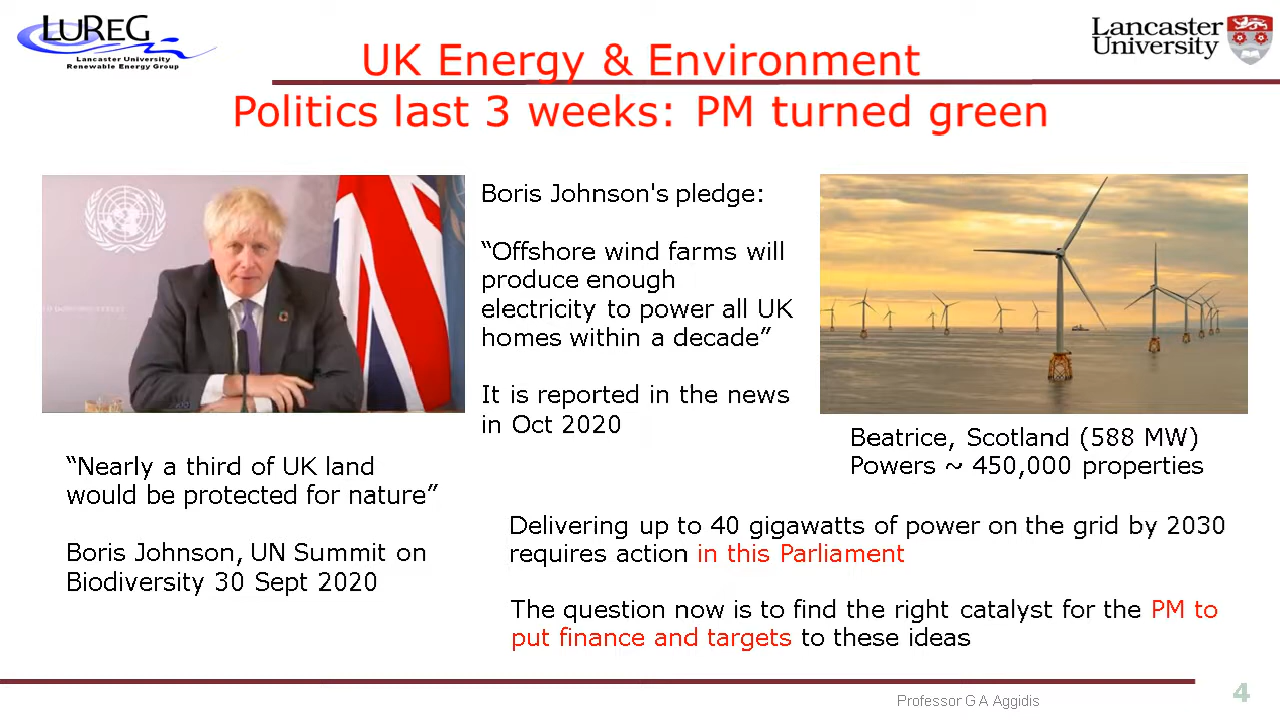 LUREG
Lancaster University
Renewable Energy Group
Lancaster
University
UK Energy & Environment
Politics last 3 weeks: PM turned green
Boris Johnson's pledge:
“Offshore wind farms will
produce enough
electricity to power all UK
homes within a decade”
It is reported in the news
in Oct 2020
Beatrice, Scotland (588 MW)
Powers ~ 450,000 properties
“Nearly a third of UK land
would be protected for nature”
Boris Johnson, UN Summit on
Biodiversity 30 Sept 2020
Delivering up to 40 gigawatts of power on the grid by 2030
requires action in this Parliament
The question now is to find the right catalyst for the PM to
put finance and targets to these ideas
Professor G A Aggidis
4